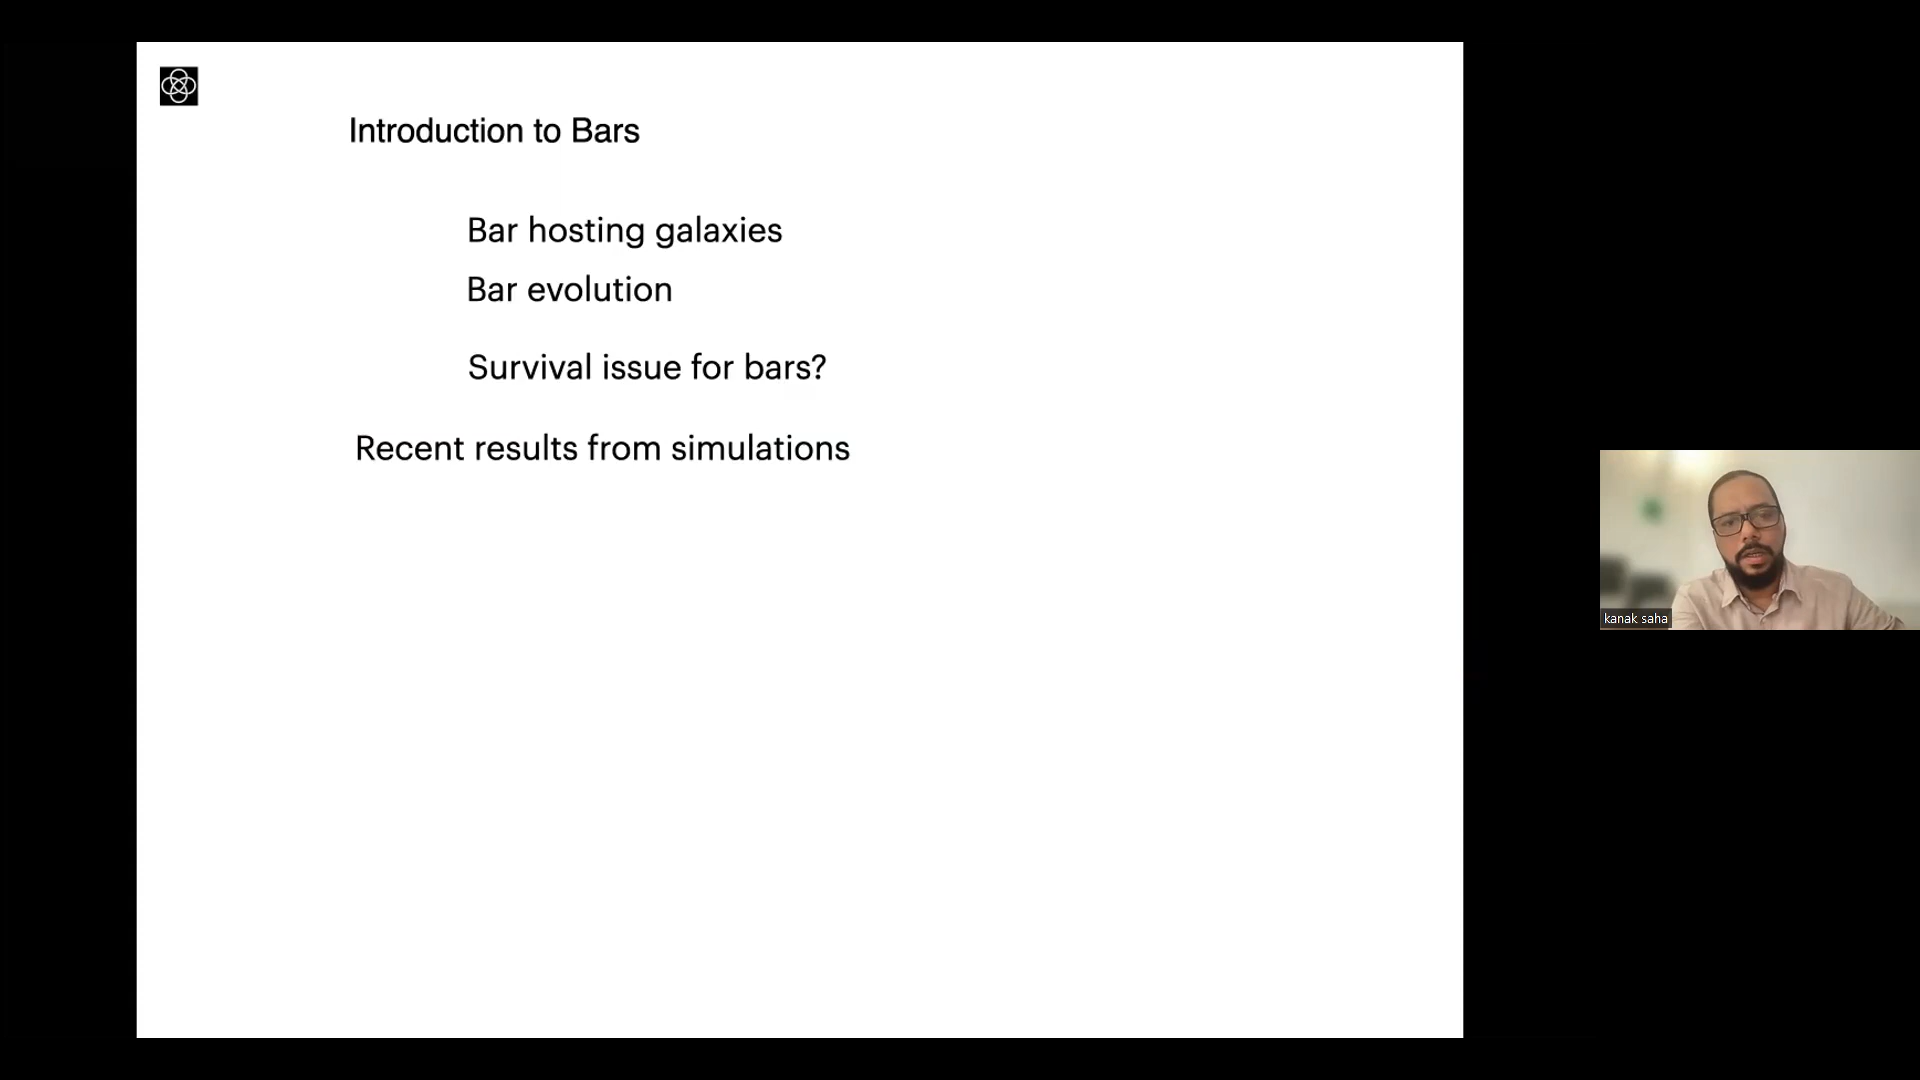 Introduction to Bars
Bar hosting galaxies
Bar evolution
Survival issue for bars?
Recent results from simulations
kanak saha